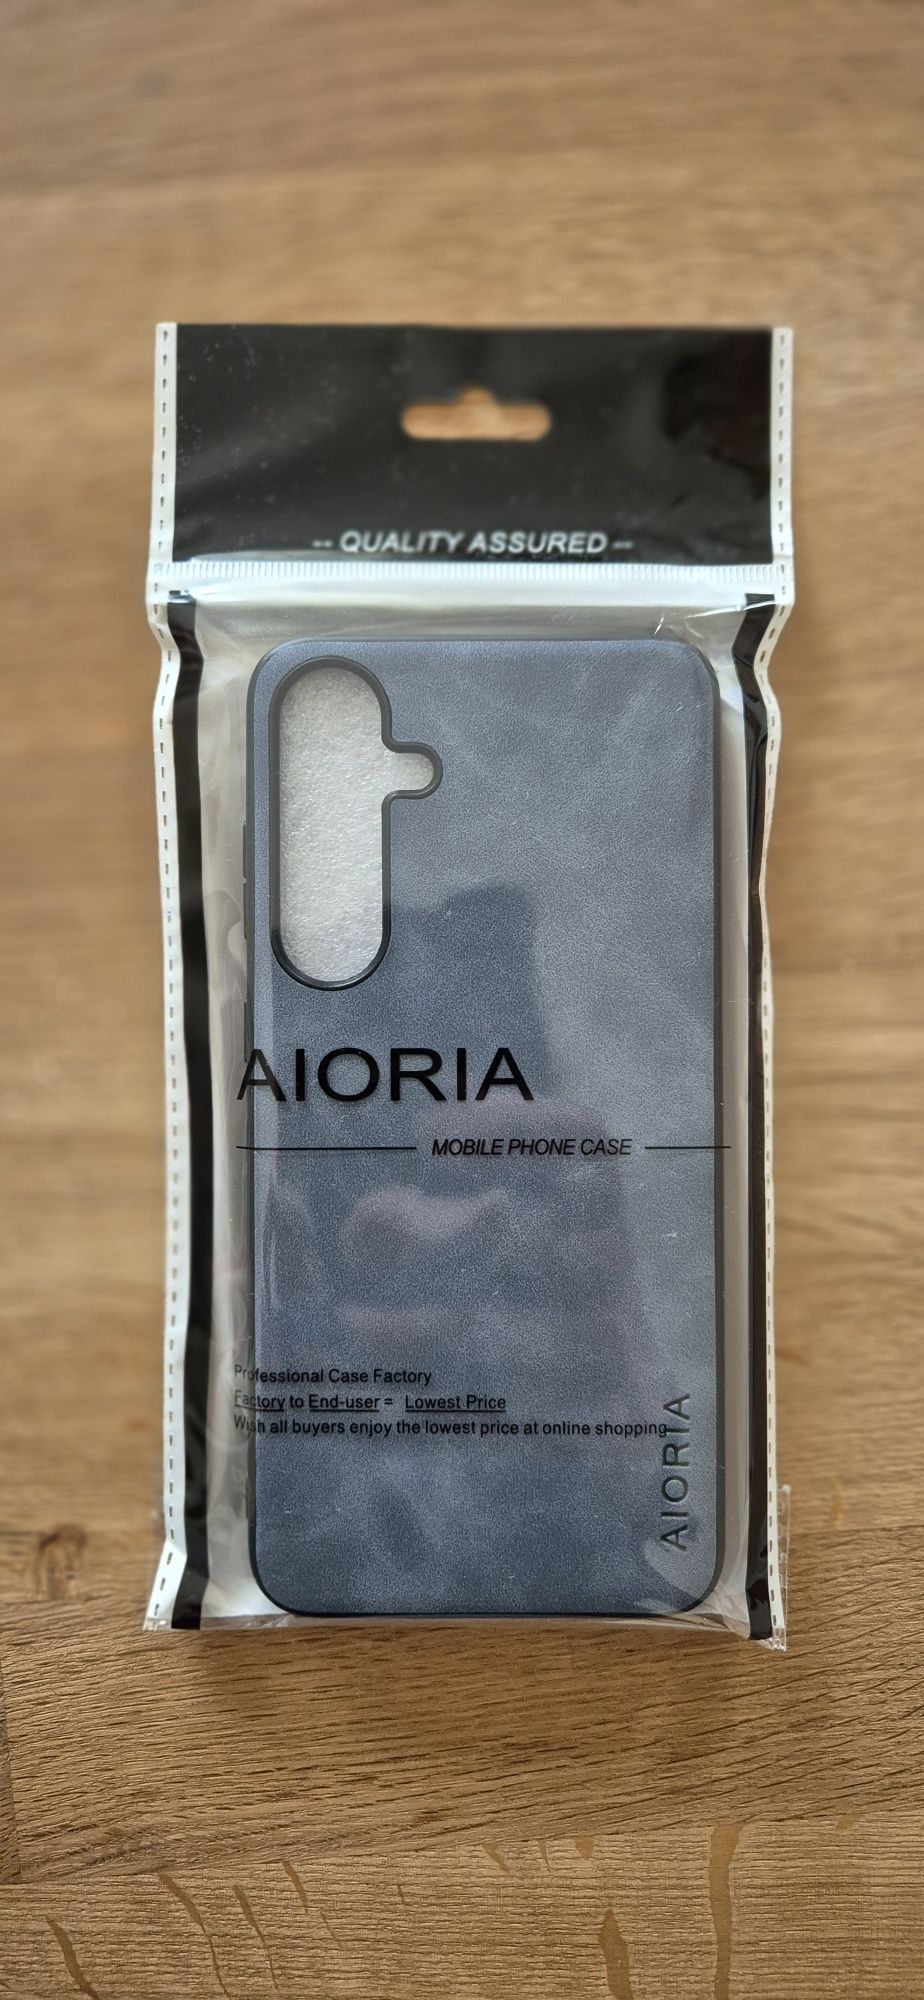 -- QUALITY ASSURED --
AIORIA
MOBILE PHONE CASE
Professional Case Factory
Factory to End-user = Lowest Price
Wish all buyers enjoy the lowest price at online shopping
AIORIA